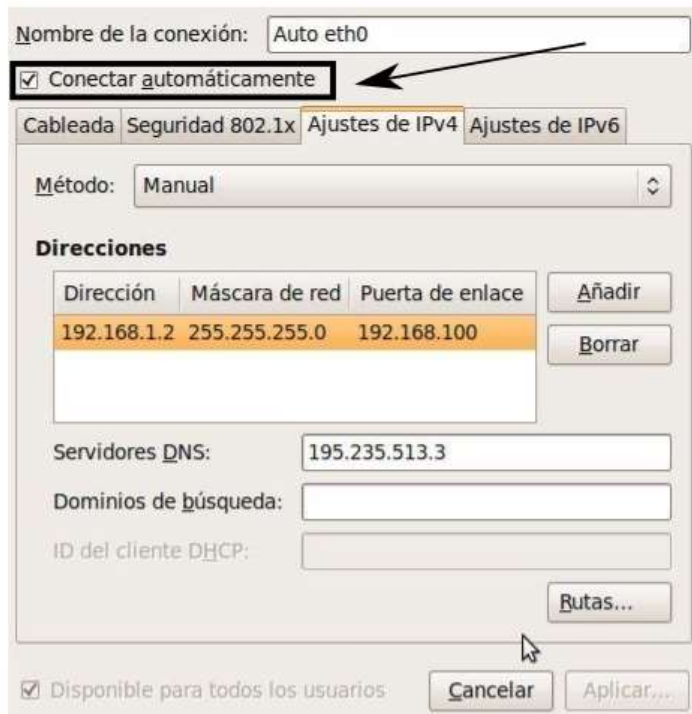 Nombre de la conexión: Auto eth0
Conectar automáticamente
Cableada Seguridad 802.1x Ajustes de IPv4 Ajustes de IPv6
Método: Manual
Direcciones
Dirección Máscara de red Puerta de enlace Añadir
192.168.1.2 255.255.255.0 192.168.100
Borrar
Servidores DNS: 195.235.513.3
Dominios de búsqueda:
ID del cliente DHCP:
Rutas...
Disponible para todos los usuarios Cancelar Aplicar...